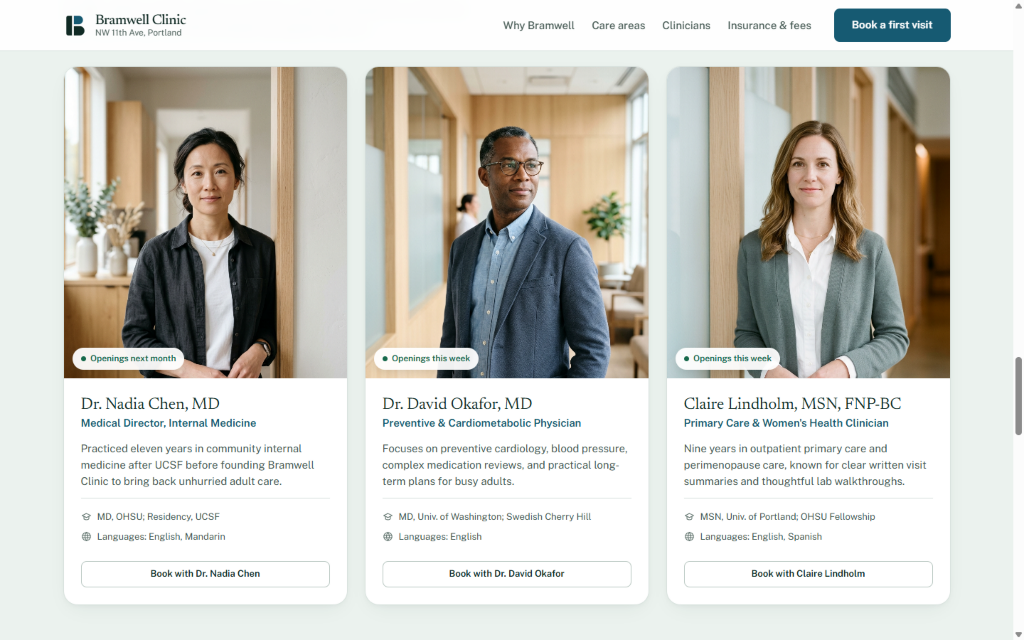 Bramwell Clinic
NW 11th Ave, Portland
Why Bramwell
Care areas
Clinicians
Insurance & fees
Book a first visit
Openings next month
Dr. Nadia Chen, MD
Medical Director, Internal Medicine
Practiced eleven years in community internal
medicine after UCSF before founding Bramwell
Clinic to bring back unhurried adult care.
MD, OHSU; Residency, UCSF
Languages: English, Mandarin
Book with Dr. Nadia Chen
Openings this week
Dr. David Okafor, MD
Preventive & Cardiometabolic Physician
Focuses on preventive cardiology, blood pressure,
complex medication reviews, and practical long-
term plans for busy adults.
MD, Univ. of Washington; Swedish Cherry Hill
Languages: English
Book with Dr. David Okafor
Openings this week
Claire Lindholm, MSN, FNP-BC
Primary Care & Women's Health Clinician
Nine years in outpatient primary care and
perimenopause care, known for clear written visit
summaries and thoughtful lab walkthroughs.
MSN, Univ. of Portland; OHSU Fellowship
Languages: English, Spanish
Book with Claire Lindholm